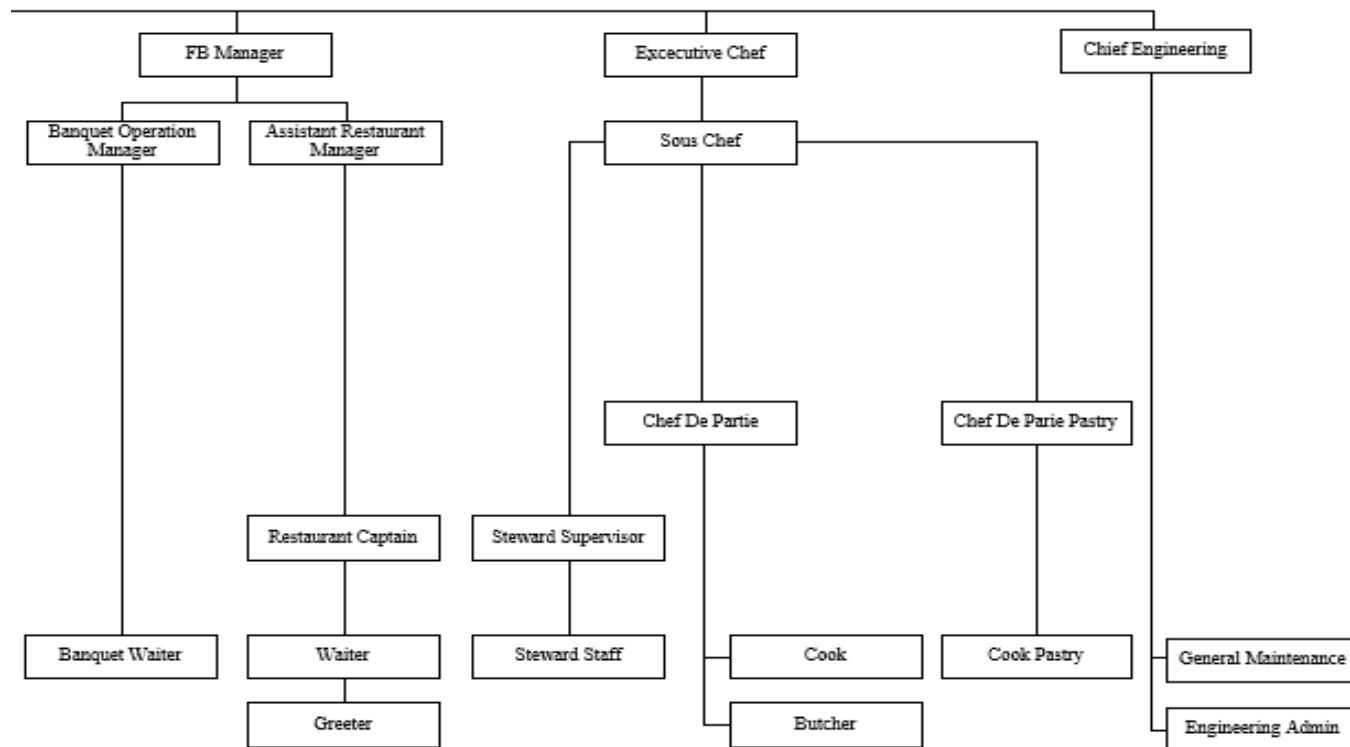 FB Manager
Excecutive Chef
Chief Engineering
Banquet Operation
Manager
Assistant Restaurant
Manager
Sous Chef
Chef De Partie
Chef De Parie Pastry
Restaurant Captain
Steward Supervisor
Banquet Waiter
Waiter
Steward Staff
Cook
Cook Pastry
General Maintenance
Greeter
Butcher
Engineering Admin